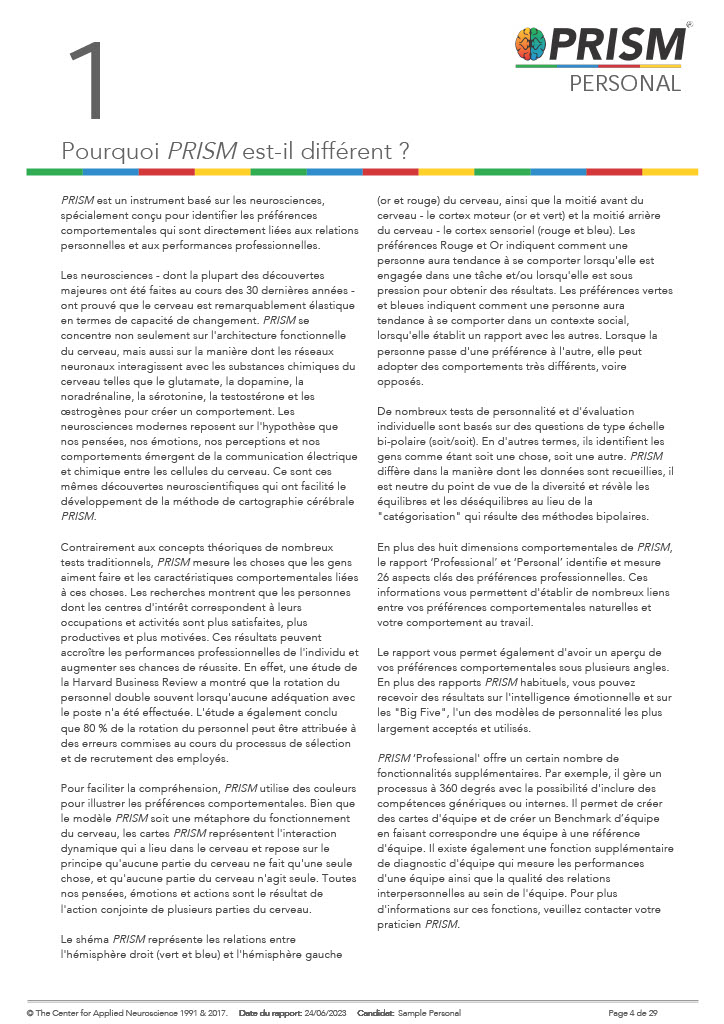 1
PRISM
PERSONAL
Pourquoi PRISM est-il différent ?
PRISM est un instrument basé sur les neurosciences,
spécialement conçu pour identifier les préférences
comportementales qui sont directement liées aux relations
personnelles et aux performances professionnelles.
Les neurosciences - dont la plupart des découvertes
majeures ont été faites au cours des 30 dernières années -
ont prouvé que le cerveau est remarquablement élastique
en termes de capacité de changement. PRISM se
concentre non seulement sur l'architecture fonctionnelle
du cerveau, mais aussi sur la manière dont les réseaux
neuronaux interagissent avec les substances chimiques du
cerveau telles que le glutamate, la dopamine, la
noradrénaline, la sérotonine, la testostérone et les
œstrogènes pour créer un comportement. Les
neurosciences modernes reposent sur l'hypothèse que
nos pensées, nos émotions, nos perceptions et nos
comportements émergent de la communication électrique
et chimique entre les cellules du cerveau. Ce sont ces
mêmes découvertes neuroscientifiques qui ont facilité le
développement de la méthode de cartographie cérébrale
PRISM.
Contrairement aux concepts théoriques de nombreux
tests traditionnels, PRISM mesure les choses que les gens
aiment faire et les caractéristiques comportementales liées
à ces choses. Les recherches montrent que les personnes
dont les centres d'intérêt correspondent à leurs
occupations et activités sont plus satisfaites, plus
productives et plus motivées. Ces résultats peuvent
accroître les performances professionnelles de l'individu et
augmenter ses chances de réussite. En effet, une étude de
la Harvard Business Review a montré que la rotation du
personnel double souvent lorsqu'aucune adéquation avec
le poste n'a été effectuée. L'étude a également conclu
que 80 % de la rotation du personnel peut être attribuée à
des erreurs commises au cours du processus de sélection
et de recrutement des employés.
Pour faciliter la compréhension, PRISM utilise des couleurs
pour illustrer les préférences comportementales. Bien que
le modèle PRISM soit une métaphore du fonctionnement
du cerveau, les cartes PRISM représentent l'interaction
dynamique qui a lieu dans le cerveau et repose sur le
principe qu'aucune partie du cerveau ne fait qu'une seule
chose, et qu'aucune partie du cerveau n'agit seule. Toutes
nos pensées, émotions et actions sont le résultat de
l'action conjointe de plusieurs parties du cerveau.
Le shéma PRISM représente les relations entre
l'hémisphère droit (vert et bleu) et l'hémisphère gauche
(or et rouge) du cerveau, ainsi que la moitié avant du
cerveau - le cortex moteur (or et vert) et la moitié arrière
du cerveau - le cortex sensoriel (rouge et bleu). Les
préférences Rouge et Or indiquent comment une
personne aura tendance à se comporter lorsqu'elle est
engagée dans une tâche et/ou lorsqu'elle est sous
pression pour obtenir des résultats. Les préférences vertes
et bleues indiquent comment une personne aura
tendance à se comporter dans un contexte social,
lorsqu'elle établit un rapport avec les autres. Lorsque la
personne passe d'une préférence à l'autre, elle peut
adopter des comportements très différents, voire
opposés.
De nombreux tests de personnalité et d'évaluation
individuelle sont basés sur des questions de type échelle
bi-polaire (soit/soit). En d'autres termes, ils identifient les
gens comme étant soit une chose, soit une autre. PRISM
diffère dans la manière dont les données sont recueillies, il
est neutre du point de vue de la diversité et révèle les
équilibres et les déséquilibres au lieu de la
"catégorisation" qui résulte des méthodes bipolaires.
En plus des huit dimensions comportementales de PRISM,
le rapport ‘Professional’ et ‘Personal’ identifie et mesure
26 aspects clés des préférences professionnelles. Ces
informations vous permettent d'établir de nombreux liens
entre vos préférences comportementales naturelles et
votre comportement au travail.
Le rapport vous permet également d'avoir un aperçu de
vos préférences comportementales sous plusieurs angles.
En plus des rapports PRISM habituels, vous pouvez
recevoir des résultats sur l'intelligence émotionnelle et sur
les "Big Five", l'un des modèles de personnalité les plus
largement acceptés et utilisés.
PRISM ‘Professional' offre un certain nombre de
fonctionnalités supplémentaires. Par exemple, il gère un
processus à 360 degrés avec la possibilité d'inclure des
compétences génériques ou internes. Il permet de créer
des cartes d'équipe et de créer un Benchmark d’équipe
en faisant correspondre une équipe à une référence
d'équipe. Il existe également une fonction supplémentaire
de diagnostic d'équipe qui mesure les performances
d'une équipe ainsi que la qualité des relations
interpersonnelles au sein de l'équipe. Pour plus
d'informations sur ces fonctions, veuillez contacter votre
praticien PRISM.
© The Center for Applied Neuroscience 1991 & 2017. Date du rapport: 24/06/2023 Candidat: Sample Personal Page 4 de 29